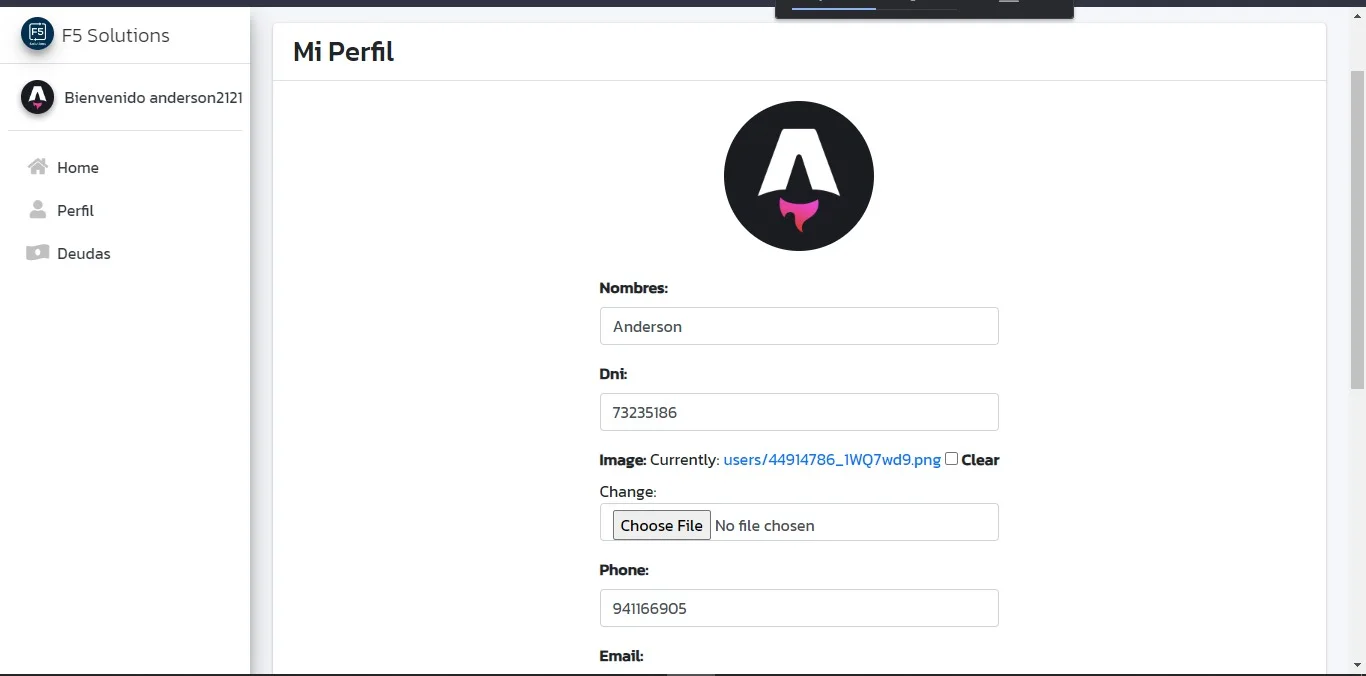 F5 Solutions
Bienvenido anderson2121
Home
Perfil
Deudas
Mi Perfil
Nombres:
Anderson
Dni:
73235186
Image: Currently: users/44914786_1WQ7wd9.png Clear
Change:
Choose File No file chosen
Phone:
941166905
Email: